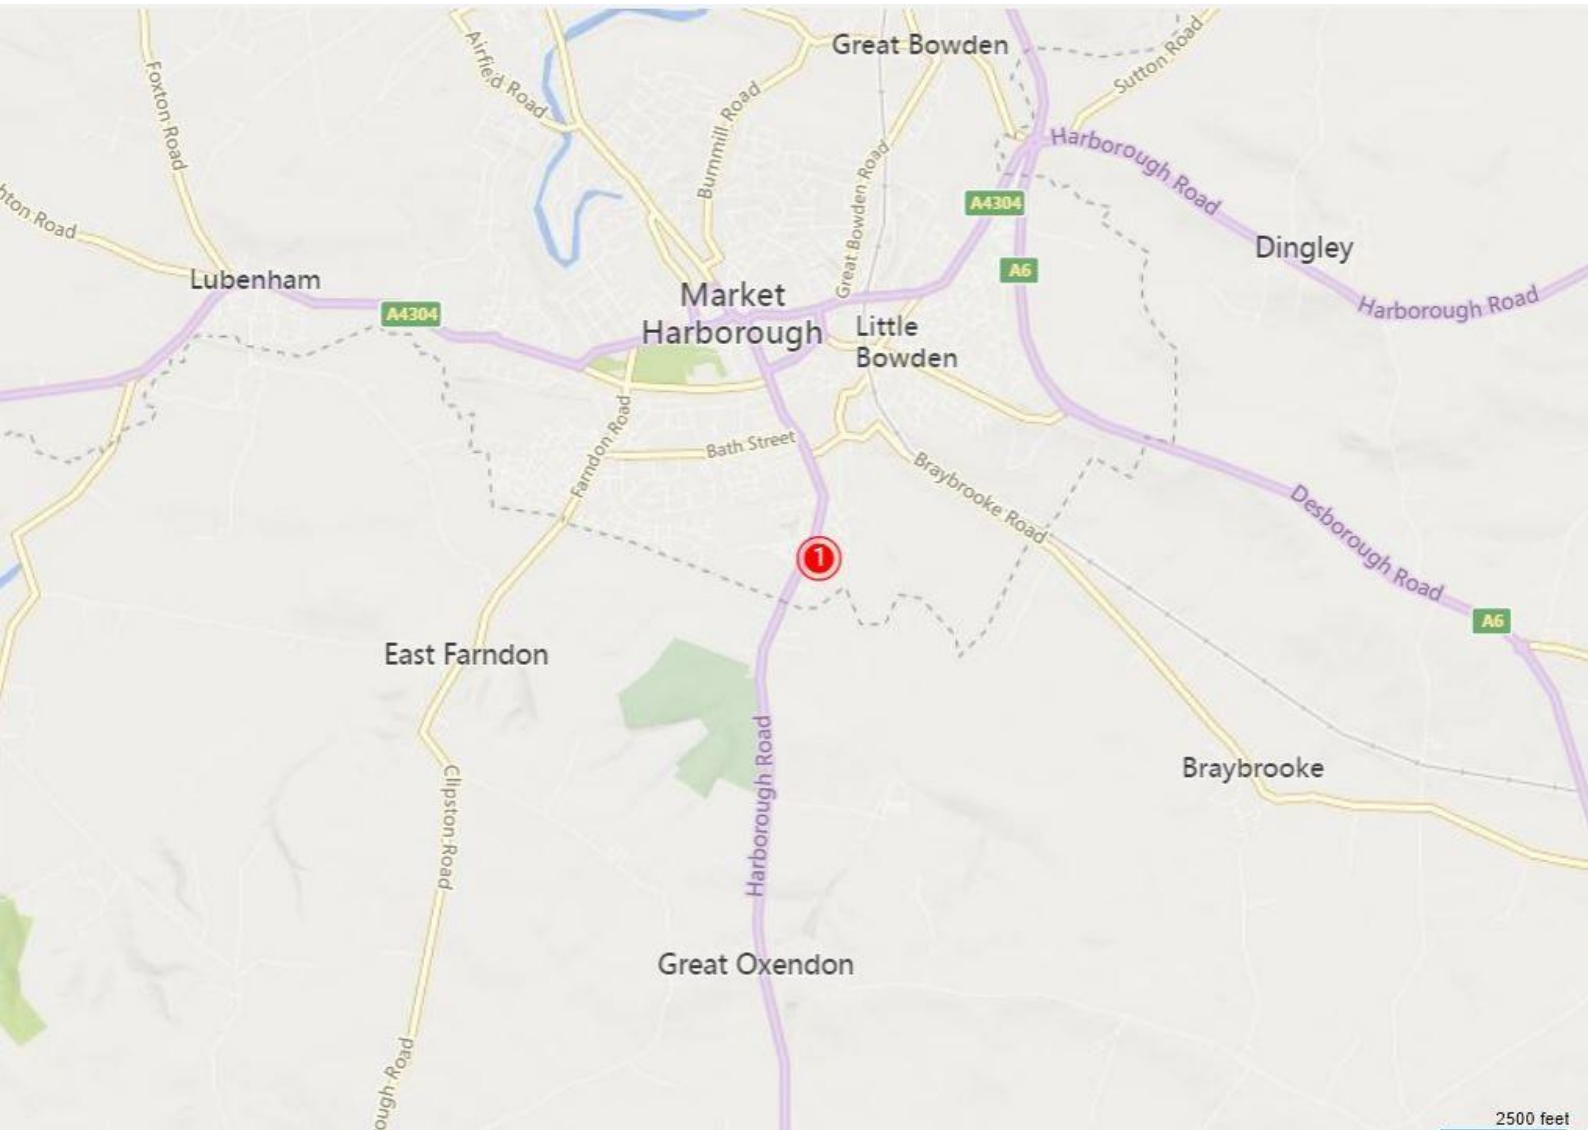 Great Bowden
Airfield Road
Sutton Road
Foxton Road
Burnmill Road
Harborough Road
Great Bowden Road
A4304
hton Road
Dingley
Lubenham
A6
Market
Harborough
Harborough Road
A4304
Little
Bowden
Farndon Road
Bath Street
Braybrooke Road
Desborough Road
1
A6
East Farndon
Harborough Road
Braybrooke
Clipston Road
Great Oxendon
ough Road
2500 feet